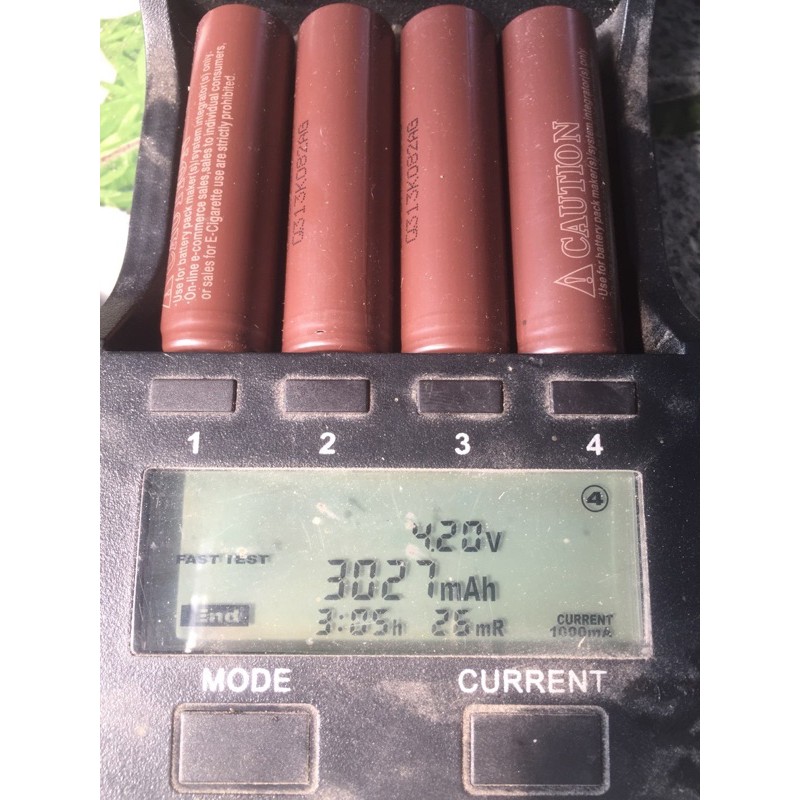 ·Use for battery pack maker(s)/system integrator(s) only.
·On-line e-commerce sales,sales to individual consumers,
or sales for E-Cigarette use are strictly prohibited.
Q313K082AG
Q313K082AG
CAUTION
·Use for battery pack maker(s)/system integrator(s) only
1 2 3 4
4
4.20V
FAST TEST
3027mAh
End
3:05h 26mR
CURRENT
1000mA
MODE CURRENT